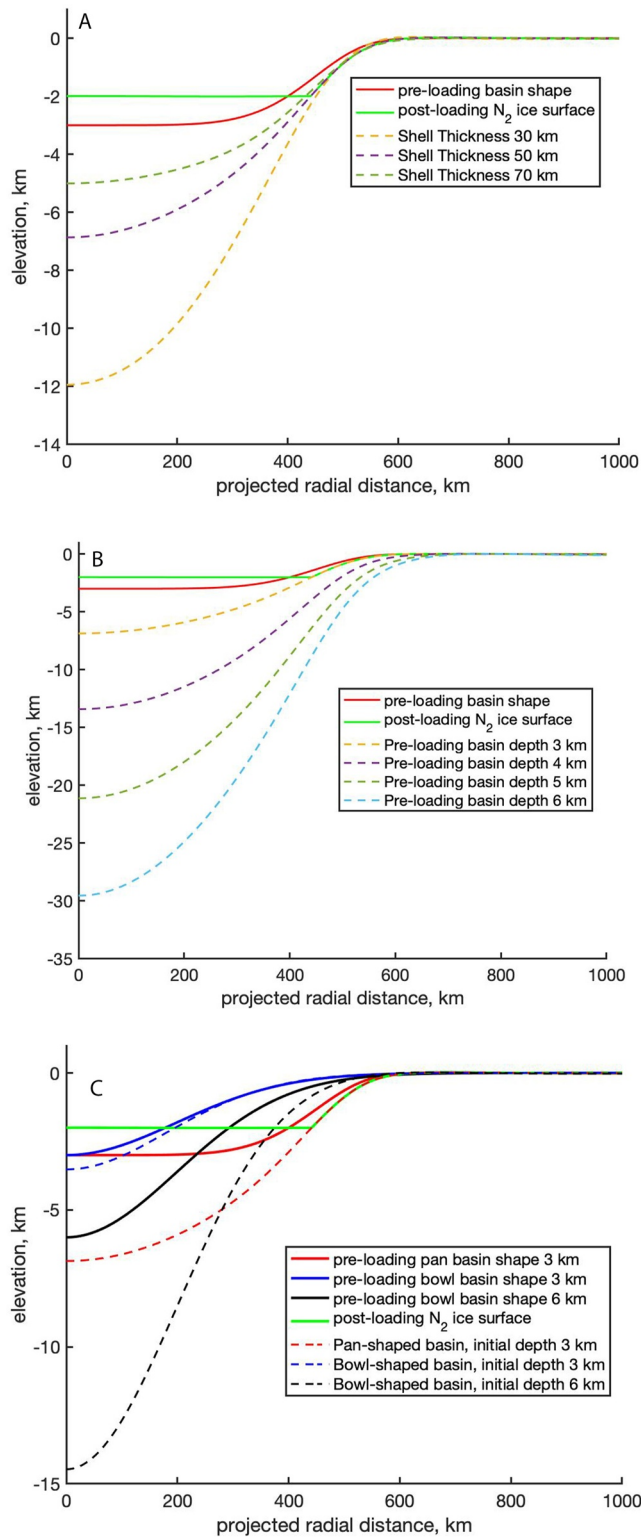 A
0
-2
-4
-6
-8
-10
-12
-14
elevation, km
pre-loading basin shape
post-loading N2 ice surface
Shell Thickness 30 km
Shell Thickness 50 km
Shell Thickness 70 km
0 200 400 600 800 1000
projected radial distance, km
B
0
-5
-10
-15
-20
-25
-30
-35
elevation, km
pre-loading basin shape
post-loading N2 ice surface
Pre-loading basin depth 3 km
Pre-loading basin depth 4 km
Pre-loading basin depth 5 km
Pre-loading basin depth 6 km
0 200 400 600 800 1000
projected radial distance, km
C
0
-5
-10
-15
elevation, km
pre-loading pan basin shape 3 km
pre-loading bowl basin shape 3 km
pre-loading bowl basin shape 6 km
post-loading N2 ice surface
Pan-shaped basin, initial depth 3 km
Bowl-shaped basin, initial depth 3 km
Bowl-shaped basin, initial depth 6 km
0 200 400 600 800 1000
projected radial distance, km